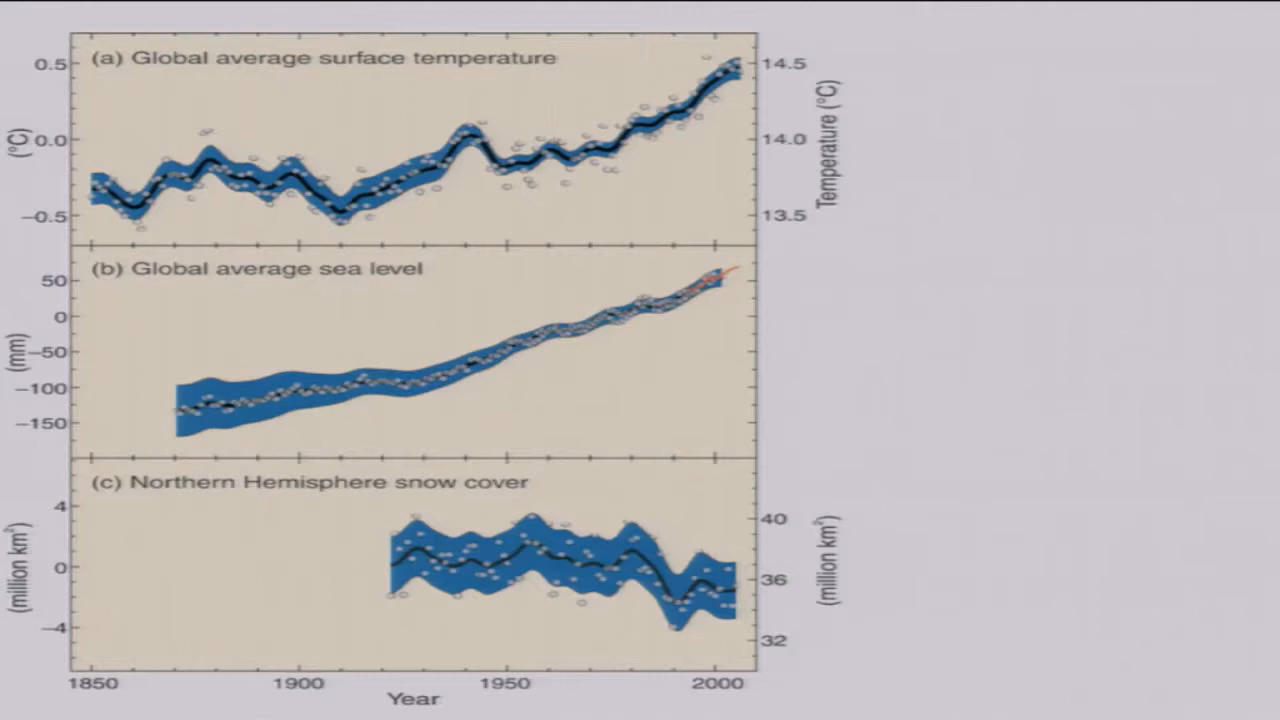 (a) Global average surface temperature
0.5
0.0
−0.5
(°C)
14.5
14.0
13.5
Temperature (°C)
(b) Global average sea level
50
0
−50
−100
−150
(mm)
(c) Northern Hemisphere snow cover
4
0
−4
(million km²)
40
36
32
(million km²)
1850
1900
1950
2000
Year